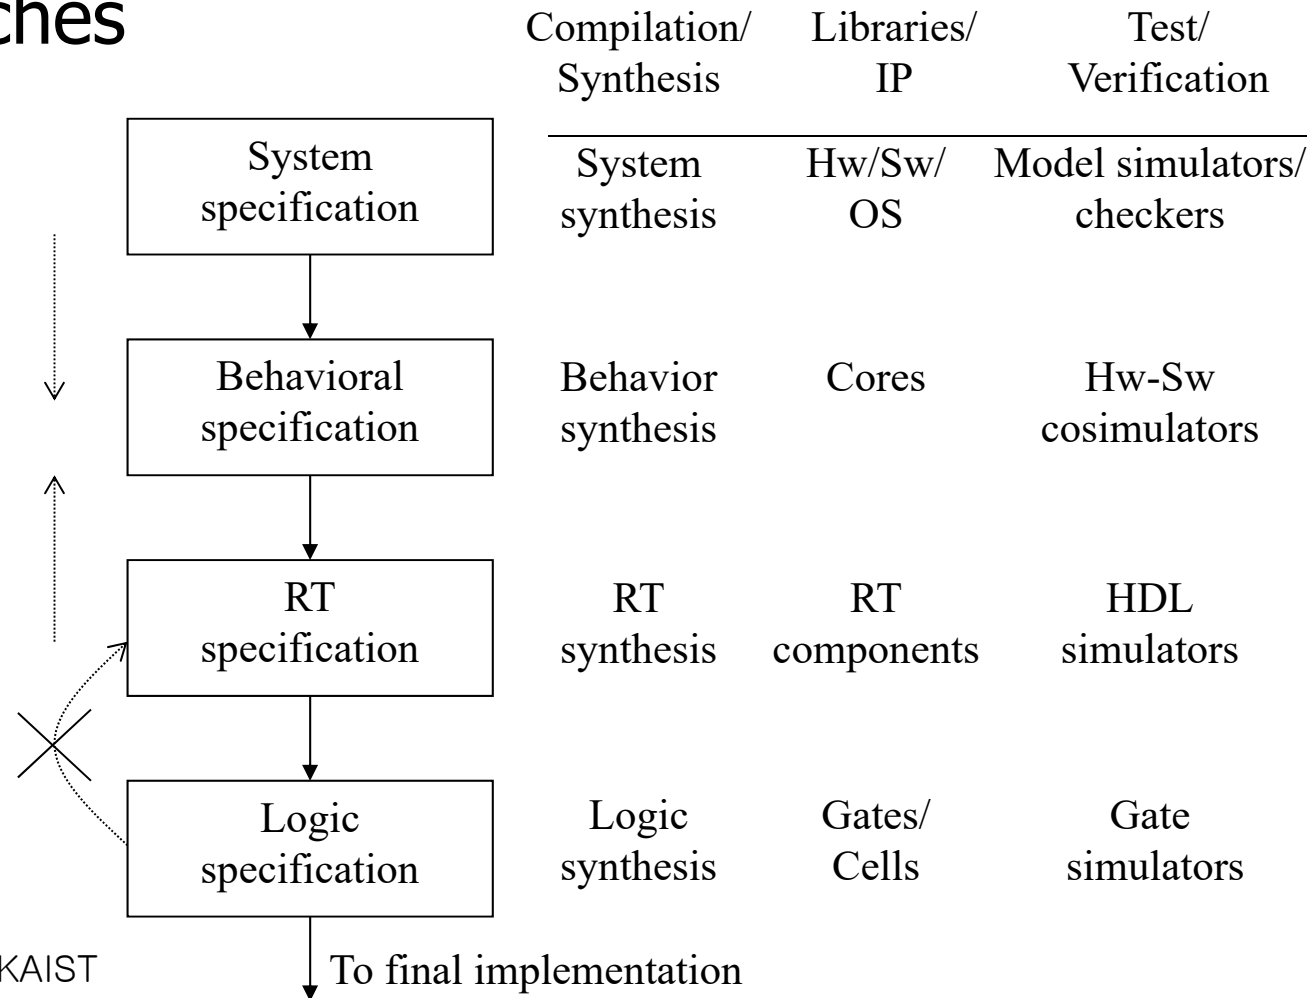 Compilation/
Synthesis
Libraries/
IP
Test/
Verification
System
specification
System
synthesis
Hw/Sw/
OS
Model simulators/
checkers
Behavioral
specification
Behavior
synthesis
Cores
Hw-Sw
cosimulators
RT
specification
RT
synthesis
RT
components
HDL
simulators
Logic
specification
Logic
synthesis
Gates/
Cells
Gate
simulators
KAIST
To final implementation